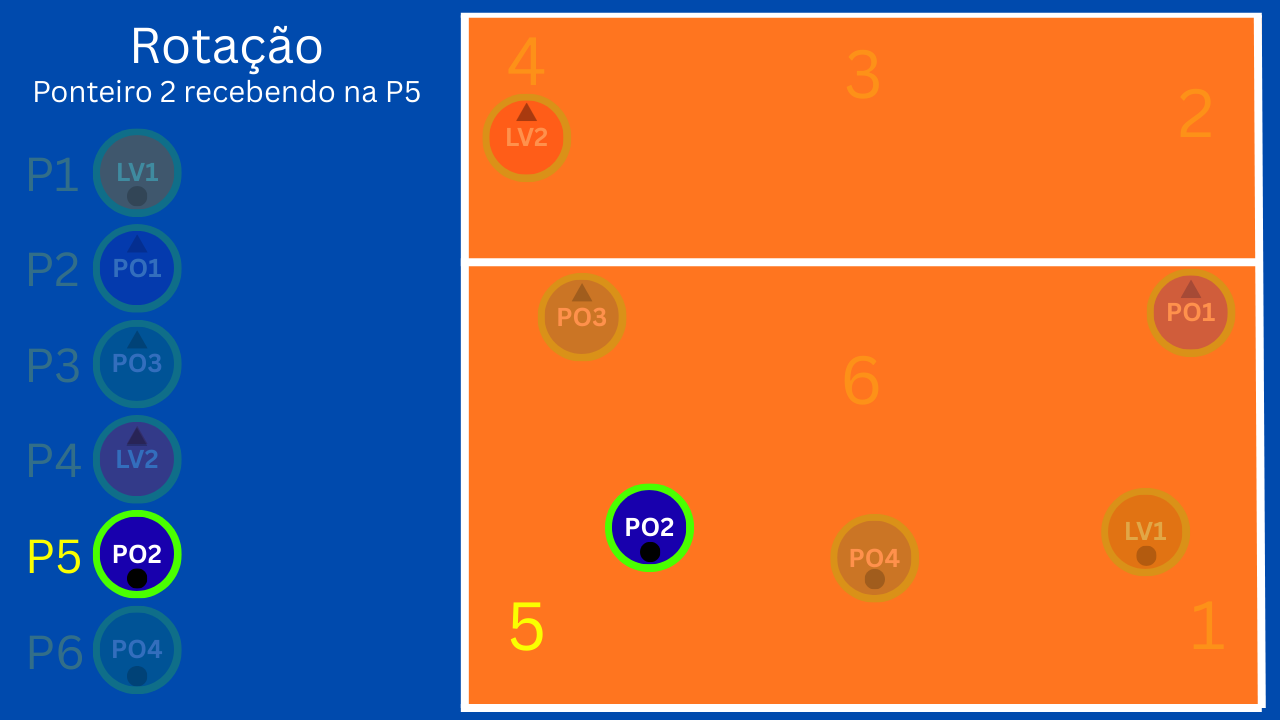 Rotação
Ponteiro 2 recebendo na P5
P1 LV1
P2 PO1
P3 PO3
P4 LV2
P5 PO2
P6 PO4
4 3 2
LV2
PO3 PO1
6
PO2 PO4 LV1
5 1